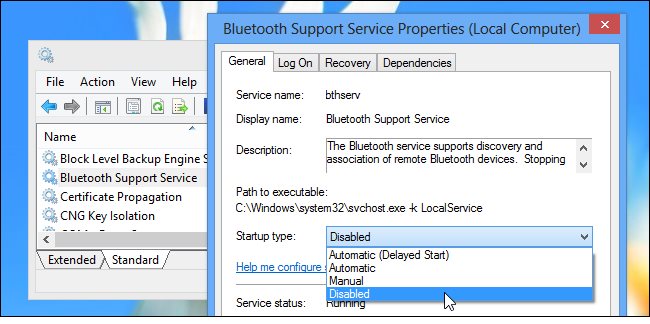 File Action View
Name
Block Level Backup Engine S
Bluetooth Support Service
Certificate Propagation
CNG Key Isolation
Extended Standard
Bluetooth Support Service Properties (Local Computer)
General Log On Recovery Dependencies
Service name: bthserv
Display name: Bluetooth Support Service
Description: The Bluetooth service supports discovery and
association of remote Bluetooth devices. Stopping
Path to executable:
C:\Windows\system32\svchost.exe -k LocalService
Startup type: Disabled
Automatic (Delayed Start)
Automatic
Manual
Disabled
Help me configure
Service status: Running